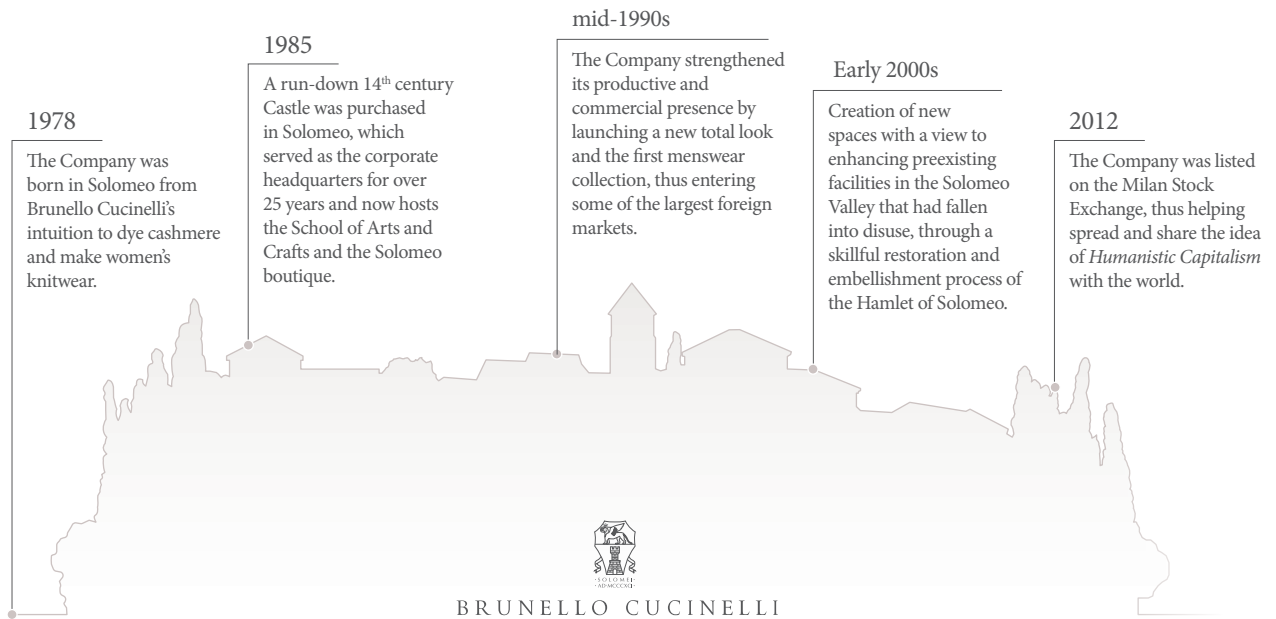 1978
The Company was
born in Solomeo from
Brunello Cucinelli’s
intuition to dye cashmere
and make women’s
knitwear.
1985
A run-down 14th century
Castle was purchased
in Solomeo, which
served as the corporate
headquarters for over
25 years and now hosts
the School of Arts and
Crafts and the Solomeo
boutique.
mid-1990s
The Company strengthened
its productive and
commercial presence by
launching a new total look
and the first menswear
collection, thus entering
some of the largest foreign
markets.
Early 2000s
Creation of new
spaces with a view to
enhancing preexisting
facilities in the Solomeo
Valley that had fallen
into disuse, through a
skillful restoration and
embellishment process of
the Hamlet of Solomeo.
2012
The Company was listed
on the Milan Stock
Exchange, thus helping
spread and share the idea
of Humanistic Capitalism
with the world.
·SOLOMEI·
·AD·MCCCXCI·
BRUNELLO CUCINELLI